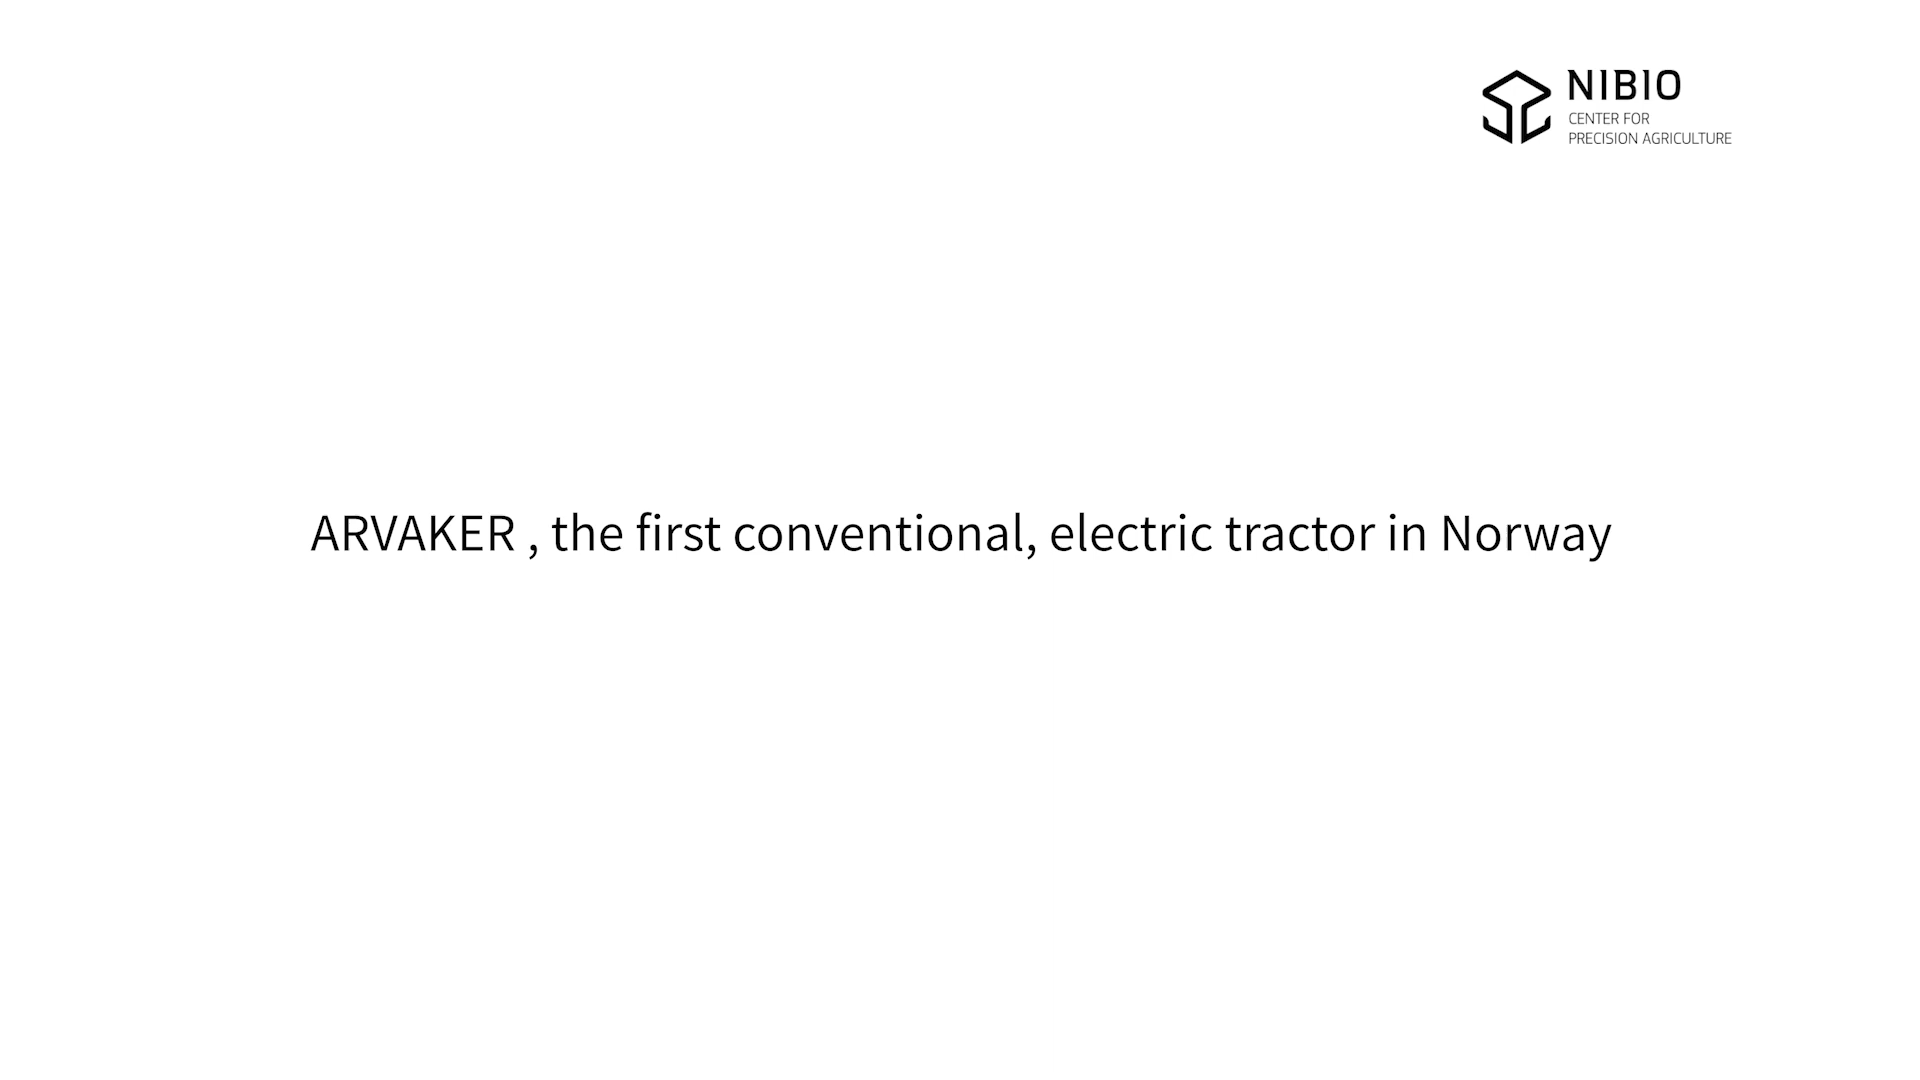 NIBIO
CENTER FOR
PRECISION AGRICULTURE
ARVAKER , the first conventional, electric tractor in Norway